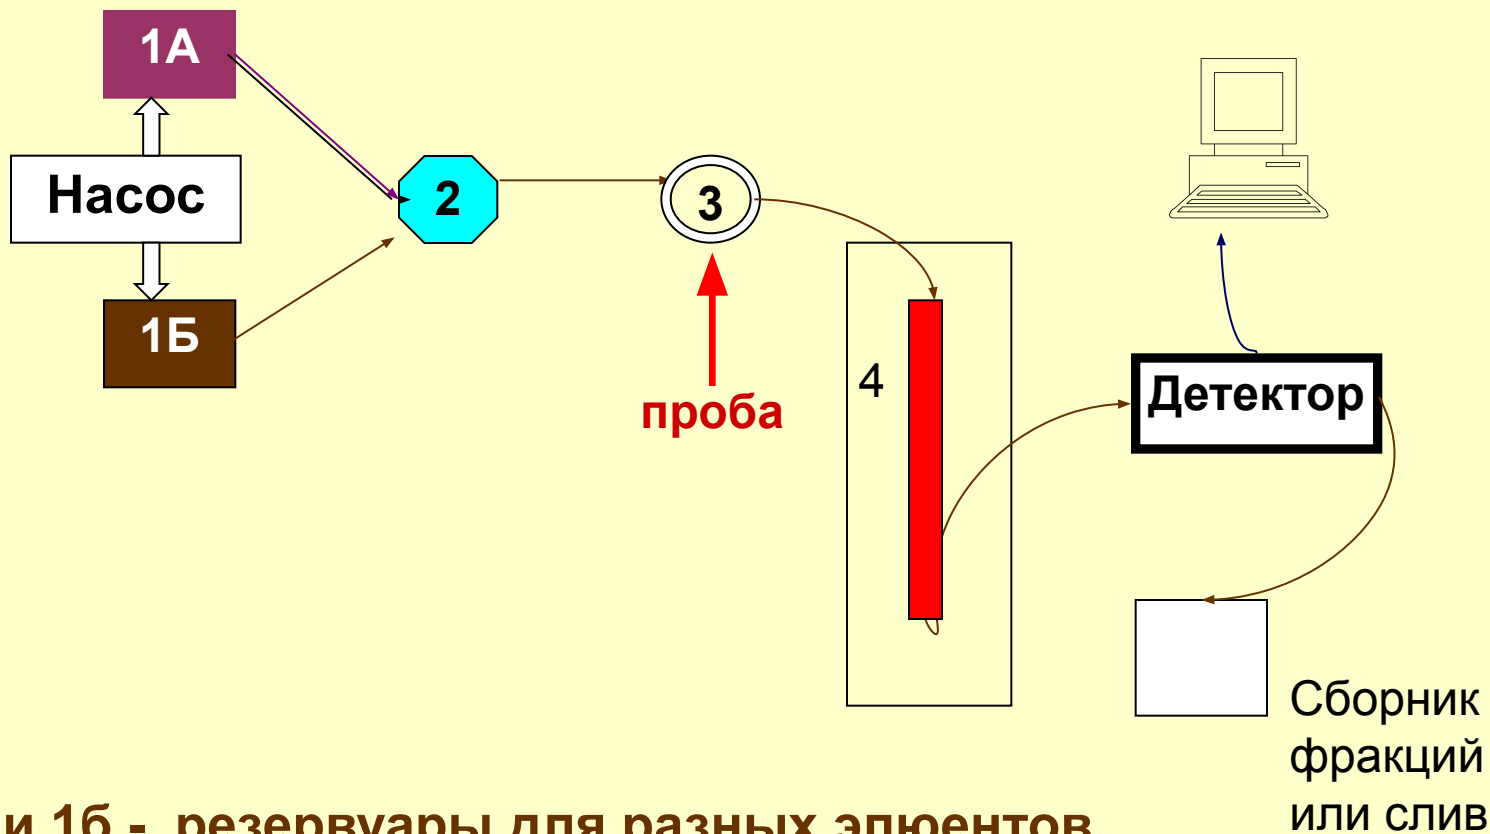 1А
Насос
1Б
2
3
проба
4
Детектор
Сборник
фракций
или слив
и 1б - резервуары для разных элюентов